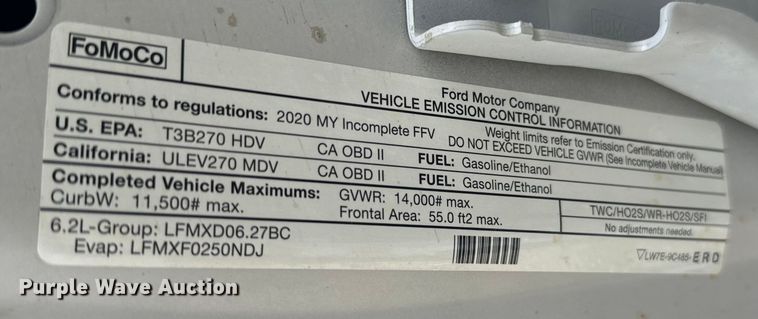 FoMoCo
Ford Motor Company
VEHICLE EMISSION CONTROL INFORMATION
Conforms to regulations: 2020 MY Incomplete FFV
Weight limits refer to Emission Certification only.
DO NOT EXCEED VEHICLE GVWR (See Incomplete Vehicle Manual)
U.S. EPA: T3B270 HDV CA OBD II FUEL: Gasoline/Ethanol
California: ULEV270 MDV CA OBD II FUEL: Gasoline/Ethanol
Completed Vehicle Maximums: GVWR: 14,000# max.
CurbW: 11,500# max. Frontal Area: 55.0 ft2 max.
TWC/HO2S/WR-HO2S/SFI
No adjustments needed.
6.2L-Group: LFMXD06.27BC
Evap: LFMXF0250NDJ
LW7E-9C485- ERD
Purple Wave Auction